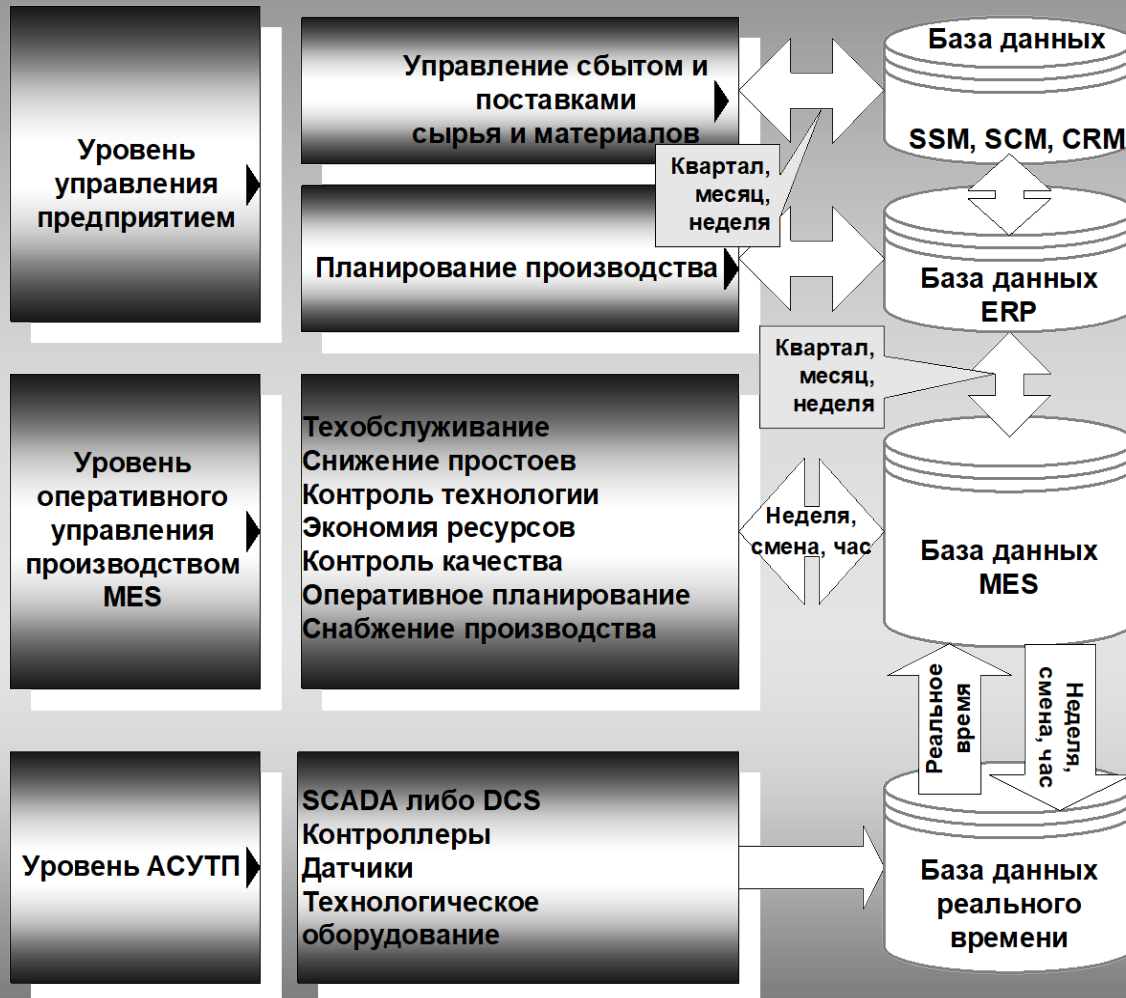 Уровень
управления
предприятием
Управление сбытом и
поставками
сырья и материалов
Планирование производства
Квартал,
месяц,
неделя
База данных
SSM, SCM, CRM
База данных
ERP
Квартал,
месяц,
неделя
Уровень
оперативного
управления
производством
MES
Техобслуживание
Снижение простоев
Контроль технологии
Экономия ресурсов
Контроль качества
Оперативное планирование
Снабжение производства
Неделя,
смена, час
База данных
MES
Реальное
время
Неделя,
смена, час
Уровень АСУТП
SCADA либо DCS
Контроллеры
Датчики
Технологическое
оборудование
База данных
реального
времени